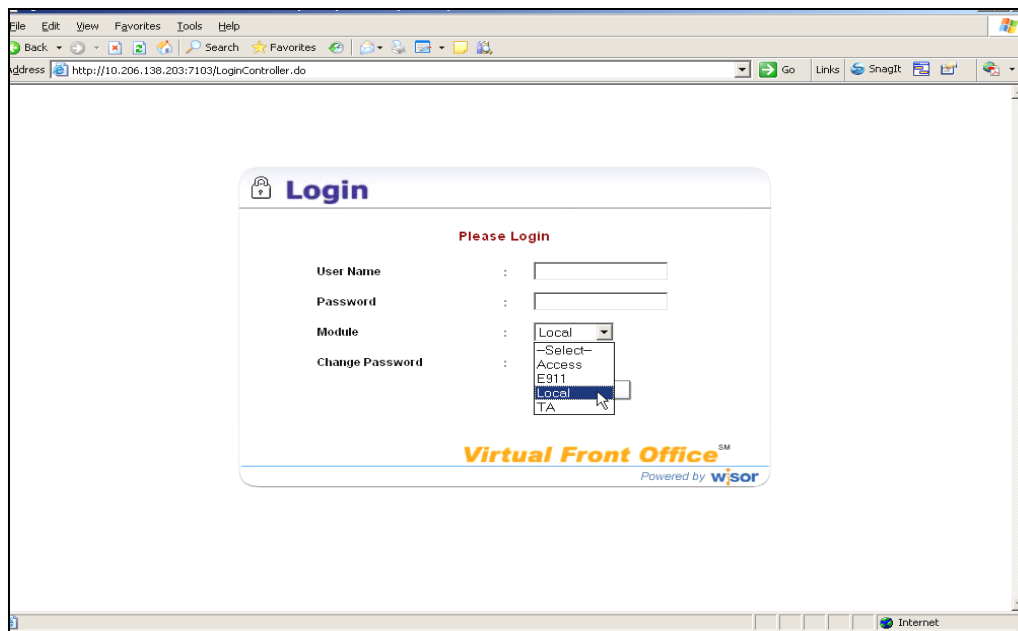 File Edit View Favorites Tools Help
Back Search Favorites
Address http://10.206.138.203:7103/LoginController.do Go Links SnagIt
Login
Please Login
User Name :
Password :
Module : Local
--Select--
Access
E911
Local
TA
Change Password :
Virtual Front Office℠
Powered by wisor
Internet